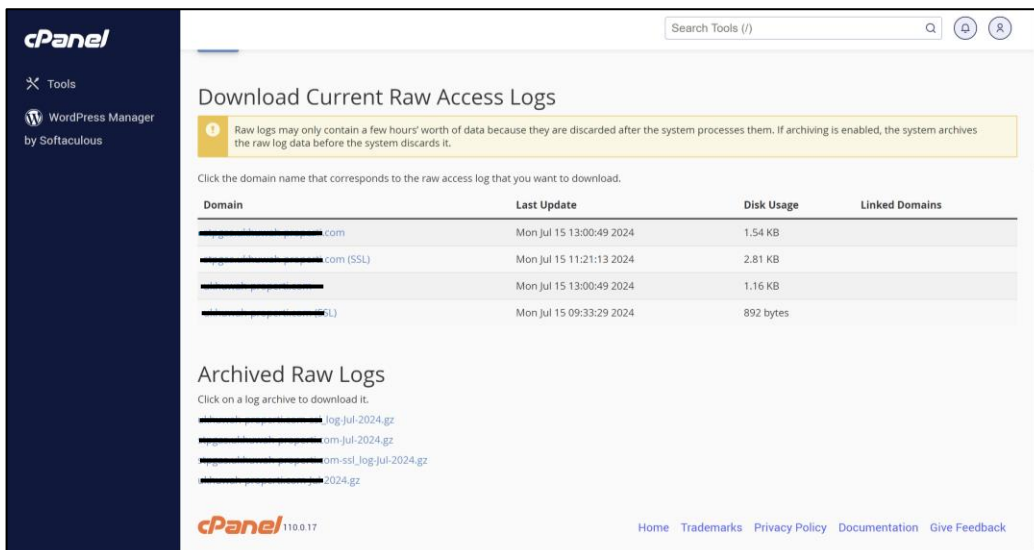 cPanel
Search Tools (/)
Tools
WordPress Manager
by Softaculous
Download Current Raw Access Logs
Raw logs may only contain a few hours' worth of data because they are discarded after the system processes them. If archiving is enabled, the system archives
the raw log data before the system discards it.
Click the domain name that corresponds to the raw access log that you want to download.
Domain Last Update Disk Usage Linked Domains
.com Mon Jul 15 13:00:49 2024 1.54 KB
.com (SSL) Mon Jul 15 11:21:13 2024 2.81 KB
Mon Jul 15 13:00:49 2024 1.16 KB
Mon Jul 15 09:33:29 2024 892 bytes
Archived Raw Logs
Click on a log archive to download it.
_log-Jul-2024.gz
com-Jul-2024.gz
com-ssl_log-Jul-2024.gz
2024.gz
cPanel 110.0.17
Home Trademarks Privacy Policy Documentation Give Feedback